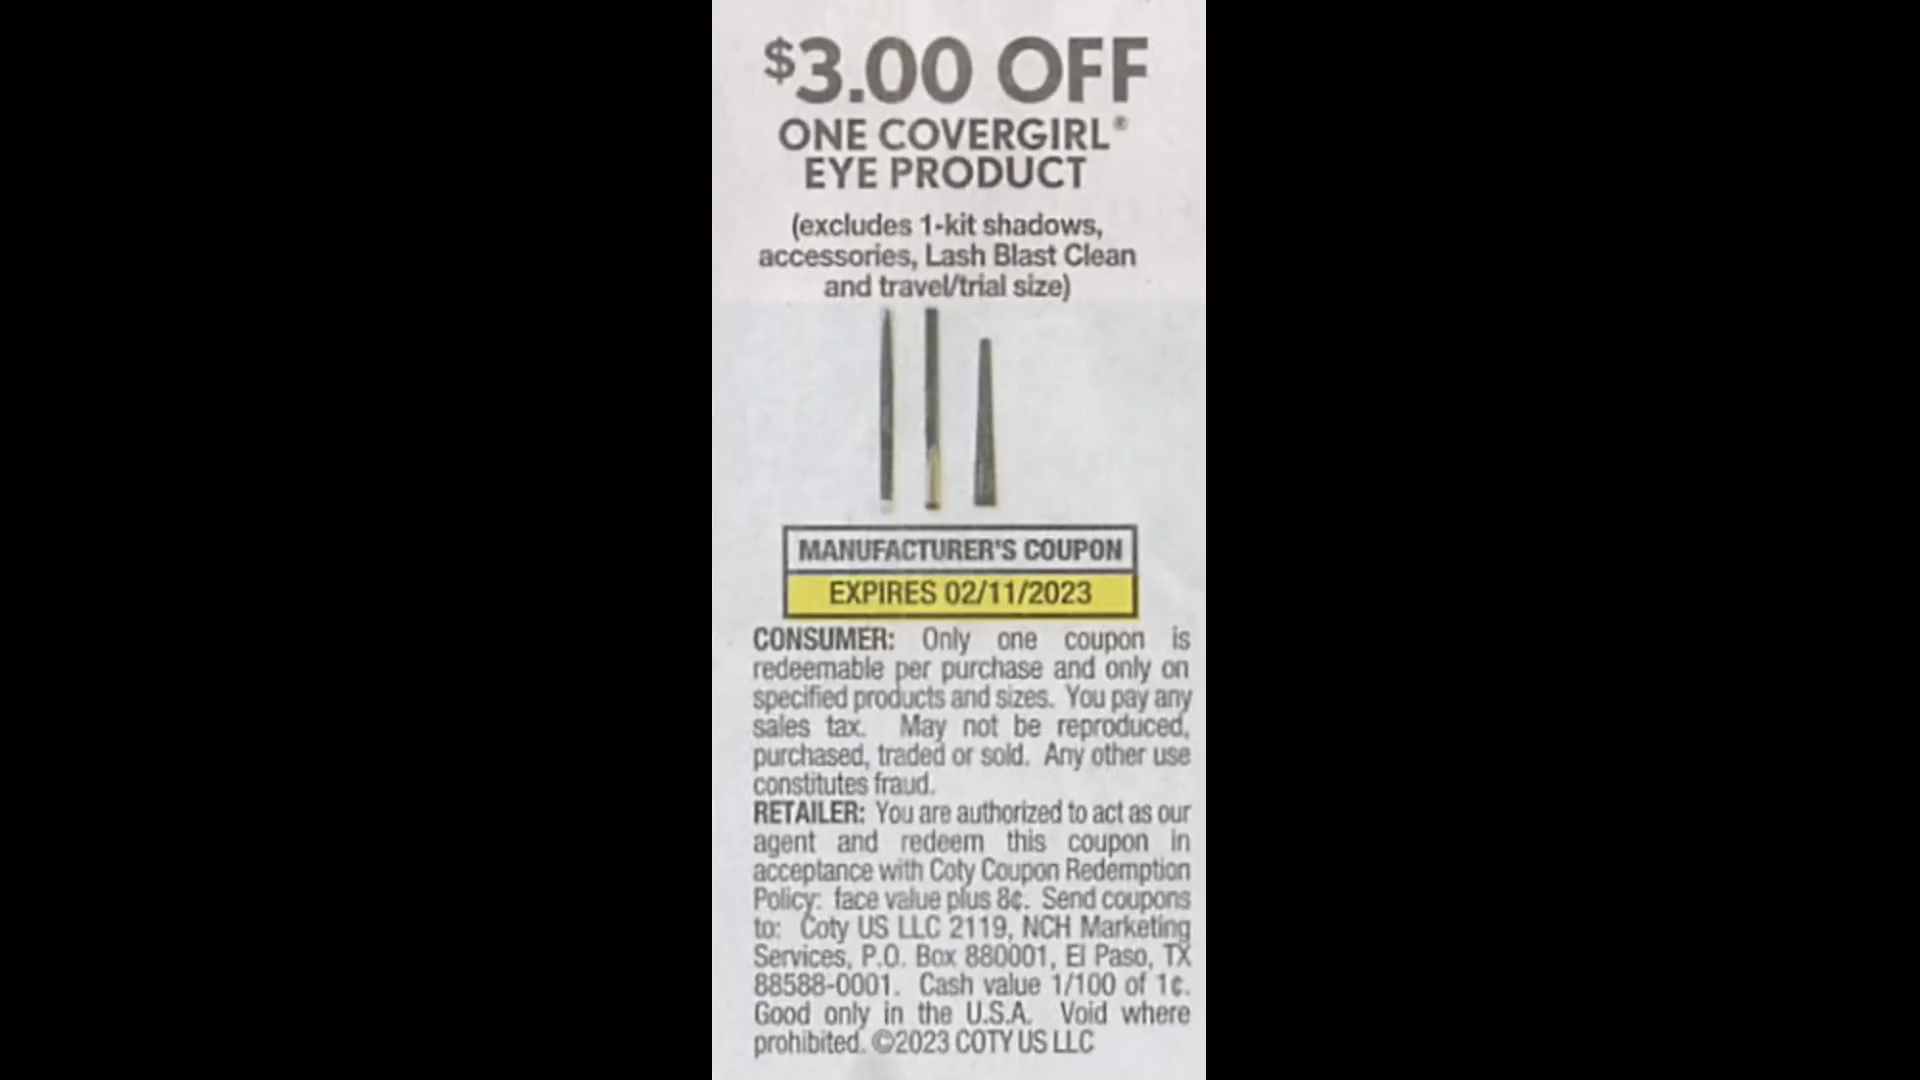 $3.00 OFF
ONE COVERGIRL®
EYE PRODUCT
(excludes 1-kit shadows,
accessories, Lash Blast Clean
and travel/trial size)
MANUFACTURER'S COUPON
EXPIRES 02/11/2023
CONSUMER: Only one coupon is
redeemable per purchase and only on
specified products and sizes. You pay any
sales tax. May not be reproduced,
purchased, traded or sold. Any other use
constitutes fraud.
RETAILER: You are authorized to act as our
agent and redeem this coupon in
acceptance with Coty Coupon Redemption
Policy: face value plus 8¢. Send coupons
to: Coty US LLC 2119, NCH Marketing
Services, P.O. Box 880001, El Paso, TX
88588-0001. Cash value 1/100 of 1¢.
Good only in the U.S.A. Void where
prohibited. ©2023 COTY US LLC